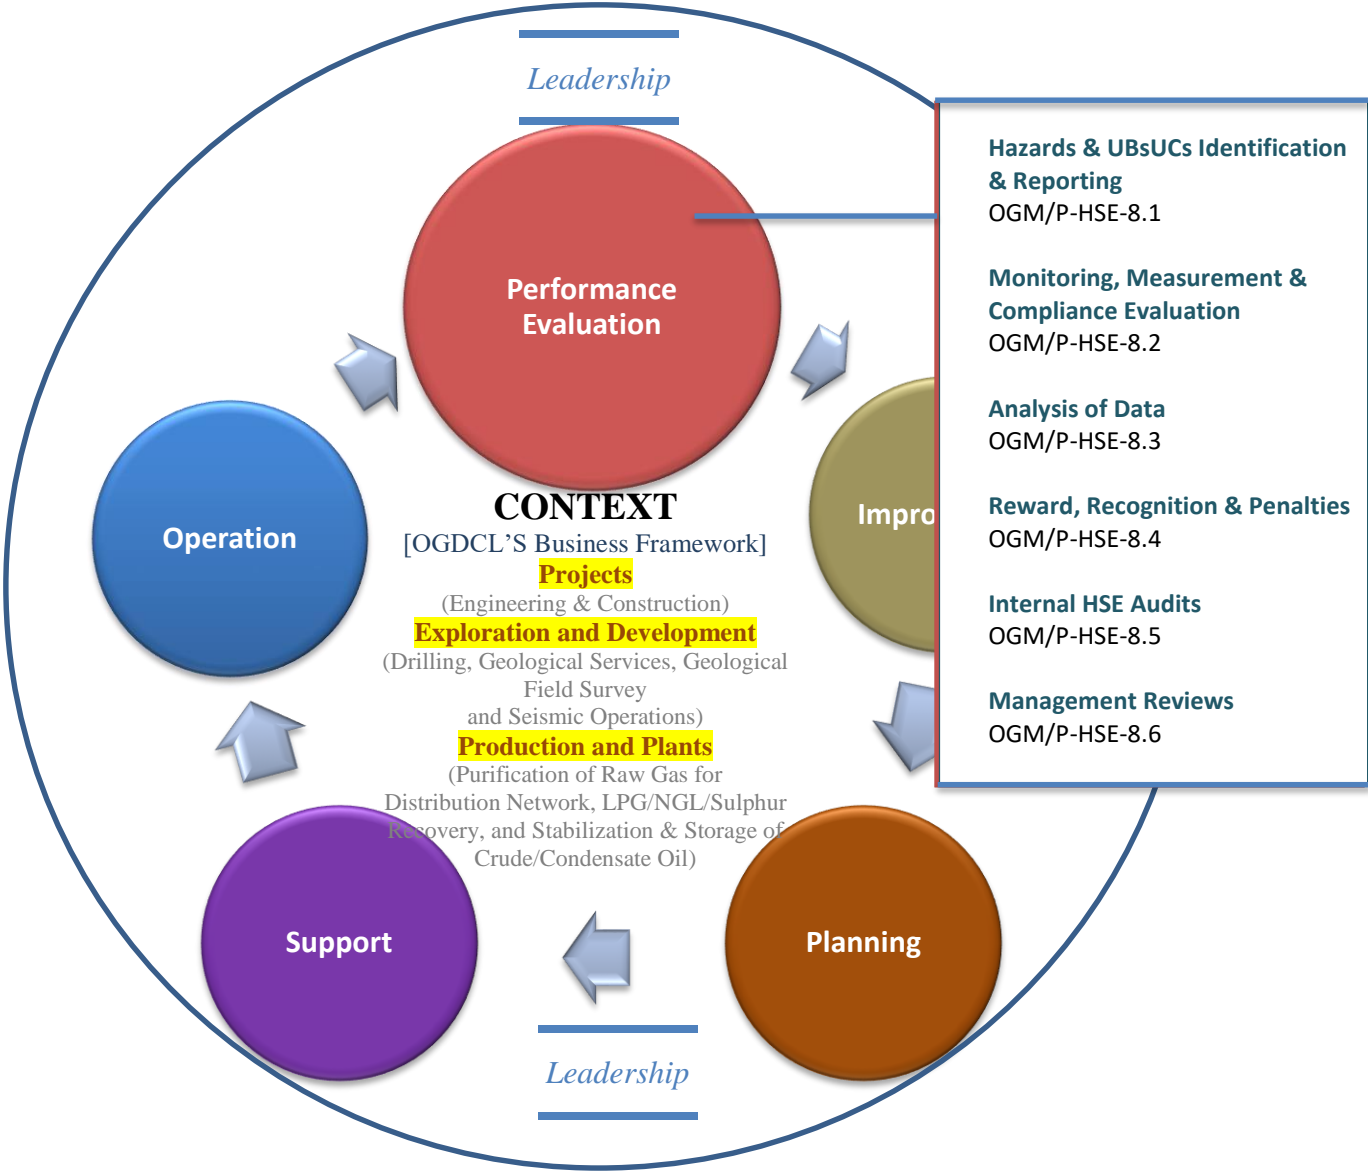 Leadership
Performance
Evaluation
Hazards & UBsUCs Identification
& Reporting
OGM/P-HSE-8.1
Monitoring, Measurement &
Compliance Evaluation
OGM/P-HSE-8.2
Analysis of Data
OGM/P-HSE-8.3
Reward, Recognition & Penalties
OGM/P-HSE-8.4
Internal HSE Audits
OGM/P-HSE-8.5
Management Reviews
OGM/P-HSE-8.6
Impro
Operation
CONTEXT
[OGDCL’S Business Framework]
Projects
(Engineering & Construction)
Exploration and Development
(Drilling, Geological Services, Geological
Field Survey
and Seismic Operations)
Production and Plants
(Purification of Raw Gas for
Distribution Network, LPG/NGL/Sulphur
Recovery, and Stabilization & Storage of
Crude/Condensate Oil)
Support
Planning
Leadership